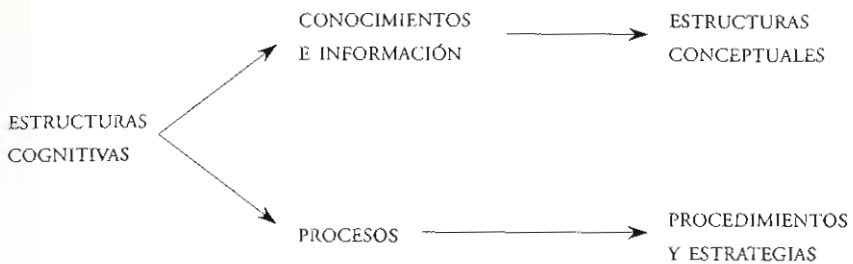 ESTRUCTURAS
COGNITIVAS
CONOCIMIENTOS
E INFORMACIÓN
ESTRUCTURAS
CONCEPTUALES
PROCESOS
PROCEDIMIENTOS
Y ESTRATEGIAS